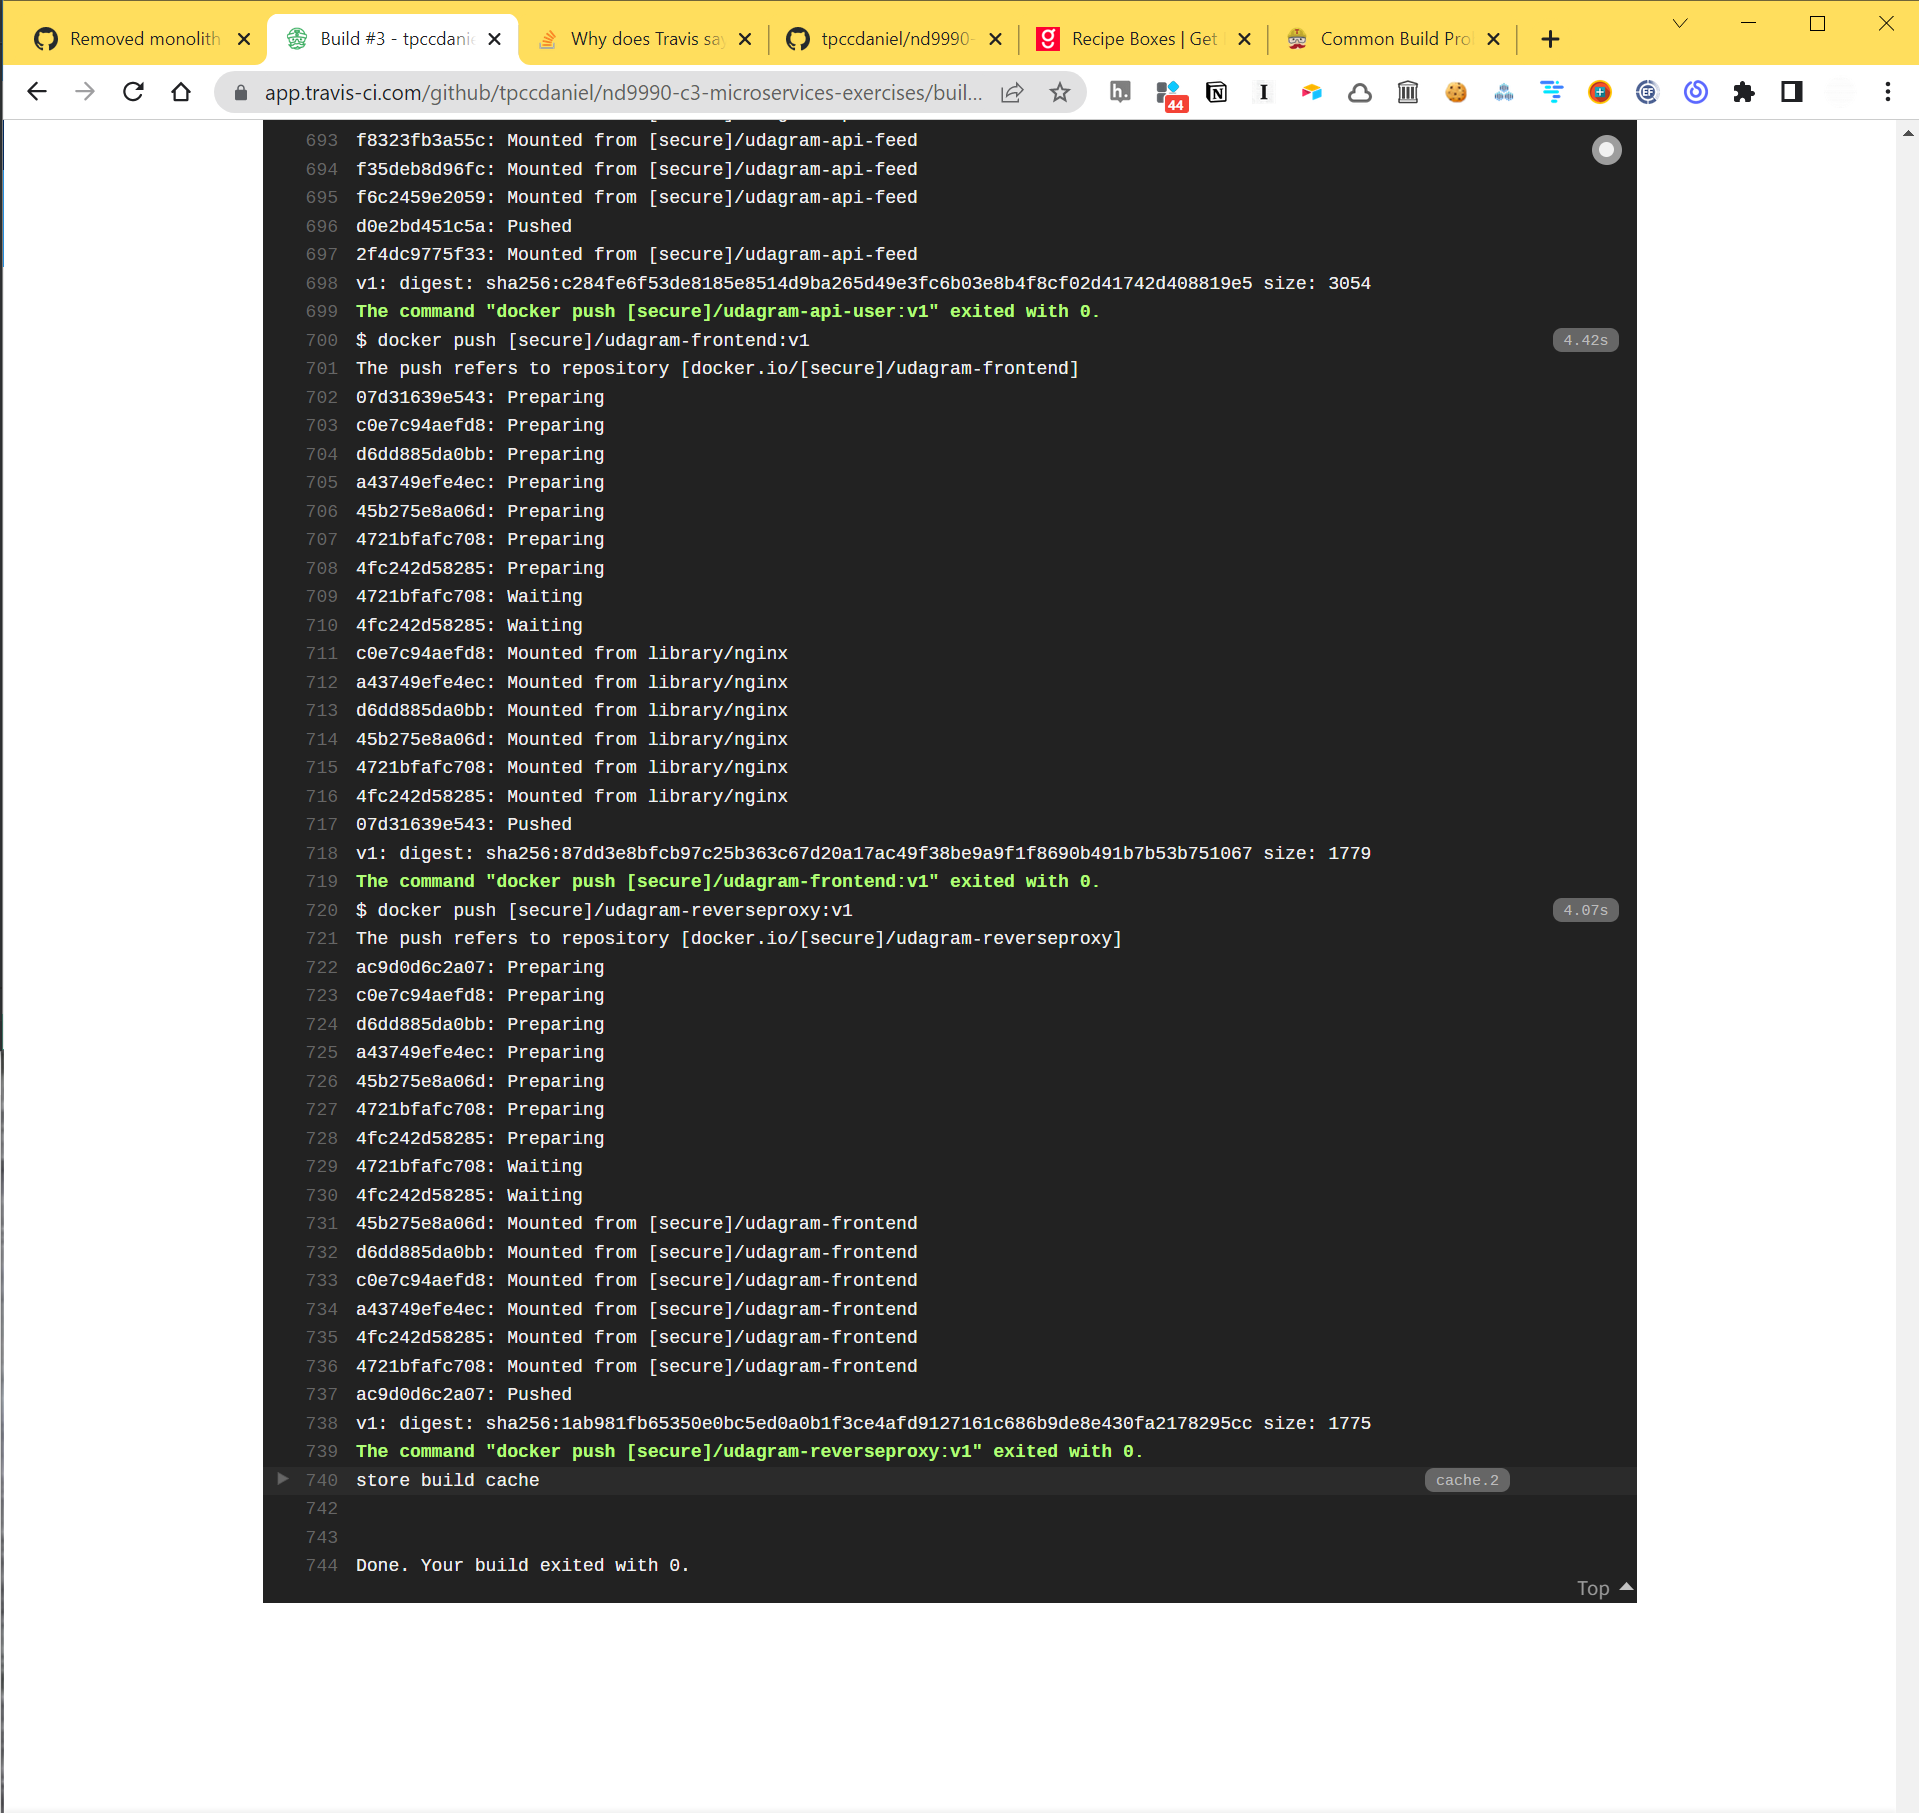 Removed monolith
Build #3 - tpccdanie
Why does Travis say
tpccdaniel/nd9990-
Recipe Boxes | Get
Common Build Prob
app.travis-ci.com/github/tpccdaniel/nd9990-c3-microservices-exercises/buil...
h.
44
N
I
EF
693 f8323fb3a55c: Mounted from [secure]/udagram-api-feed
694 f35deb8d96fc: Mounted from [secure]/udagram-api-feed
695 f6c2459e2059: Mounted from [secure]/udagram-api-feed
696 d0e2bd451c5a: Pushed
697 2f4dc9775f33: Mounted from [secure]/udagram-api-feed
698 v1: digest: sha256:c284fe6f53de8185e8514d9ba265d49e3fc6b03e8b4f8cf02d41742d408819e5 size: 3054
699 The command "docker push [secure]/udagram-api-user:v1" exited with 0.
700 $ docker push [secure]/udagram-frontend:v1 4.42s
701 The push refers to repository [docker.io/[secure]/udagram-frontend]
702 07d31639e543: Preparing
703 c0e7c94aefd8: Preparing
704 d6dd885da0bb: Preparing
705 a43749efe4ec: Preparing
706 45b275e8a06d: Preparing
707 4721bfafc708: Preparing
708 4fc242d58285: Preparing
709 4721bfafc708: Waiting
710 4fc242d58285: Waiting
711 c0e7c94aefd8: Mounted from library/nginx
712 a43749efe4ec: Mounted from library/nginx
713 d6dd885da0bb: Mounted from library/nginx
714 45b275e8a06d: Mounted from library/nginx
715 4721bfafc708: Mounted from library/nginx
716 4fc242d58285: Mounted from library/nginx
717 07d31639e543: Pushed
718 v1: digest: sha256:87dd3e8bfcb97c25b363c67d20a17ac49f38be9a9f1f8690b491b7b53b751067 size: 1779
719 The command "docker push [secure]/udagram-frontend:v1" exited with 0.
720 $ docker push [secure]/udagram-reverseproxy:v1 4.07s
721 The push refers to repository [docker.io/[secure]/udagram-reverseproxy]
722 ac9d0d6c2a07: Preparing
723 c0e7c94aefd8: Preparing
724 d6dd885da0bb: Preparing
725 a43749efe4ec: Preparing
726 45b275e8a06d: Preparing
727 4721bfafc708: Preparing
728 4fc242d58285: Preparing
729 4721bfafc708: Waiting
730 4fc242d58285: Waiting
731 45b275e8a06d: Mounted from [secure]/udagram-frontend
732 d6dd885da0bb: Mounted from [secure]/udagram-frontend
733 c0e7c94aefd8: Mounted from [secure]/udagram-frontend
734 a43749efe4ec: Mounted from [secure]/udagram-frontend
735 4fc242d58285: Mounted from [secure]/udagram-frontend
736 4721bfafc708: Mounted from [secure]/udagram-frontend
737 ac9d0d6c2a07: Pushed
738 v1: digest: sha256:1ab981fb65350e0bc5ed0a0b1f3ce4afd9127161c686b9de8e430fa2178295cc size: 1775
739 The command "docker push [secure]/udagram-reverseproxy:v1" exited with 0.
740 store build cache cache.2
742
743
744 Done. Your build exited with 0.
Top